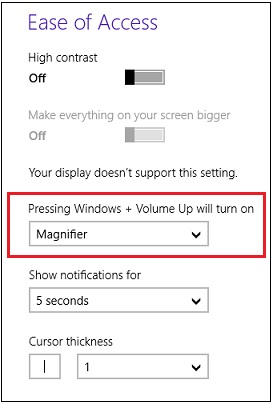 Ease of Access
High contrast
Off
Make everything on your screen bigger
Off
Your display doesn't support this setting.
Pressing Windows + Volume Up will turn on
Magnifier
Show notifications for
5 seconds
Cursor thickness
1